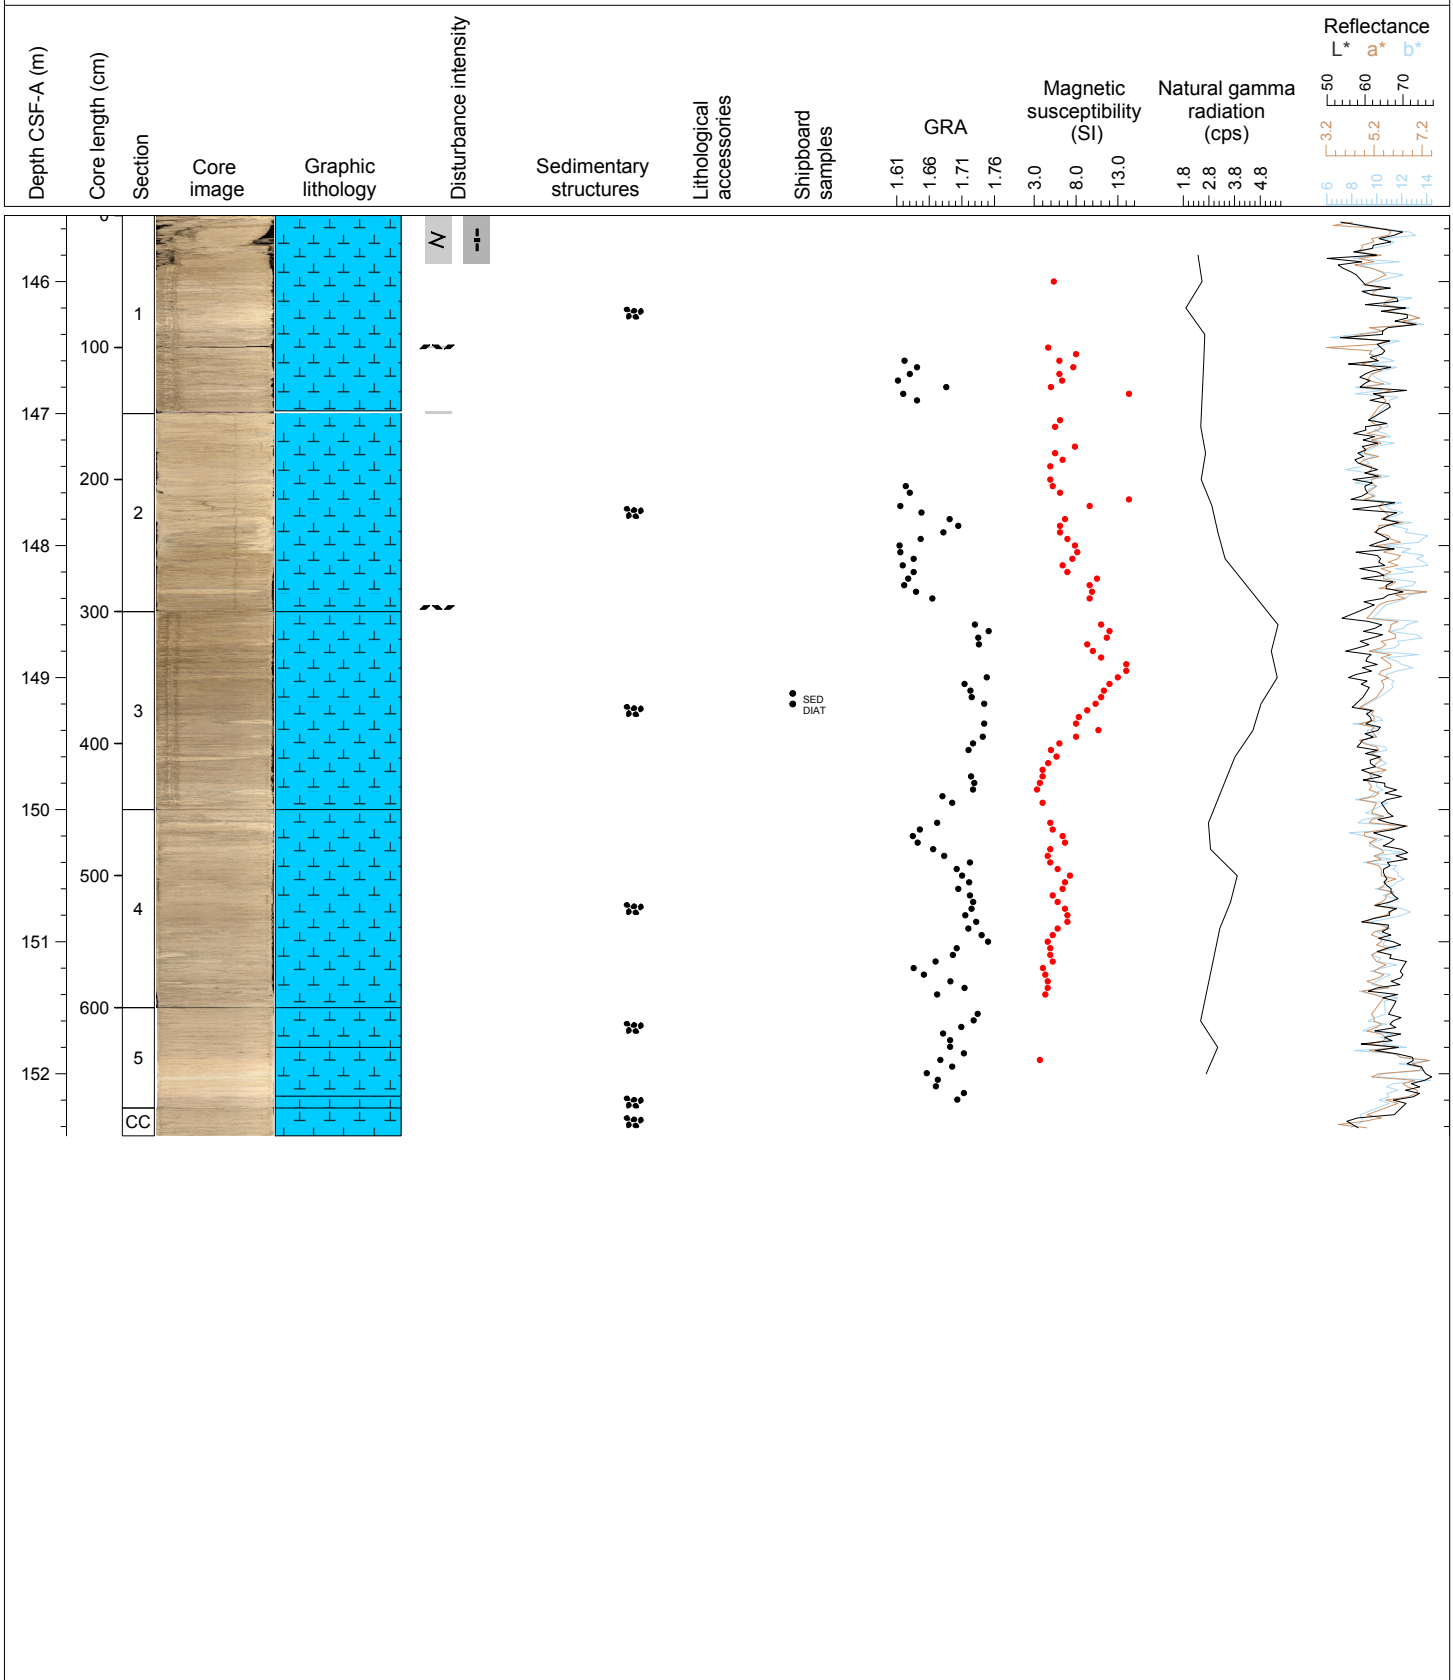 Depth CSF-A (m)
Core length (cm)
Section
Core
image
Graphic
lithology
Disturbance intensity
Sedimentary
structures
Lithological
accessories
Shipboard
samples
GRA
1.61 1.66 1.71 1.76
Magnetic
susceptibility
(SI)
3.0 8.0 13.0
Natural gamma
radiation
(cps)
1.8 2.8 3.8 4.8
Reflectance
L* a* b*
50 60 70
3.2 5.2 7.2
6 8 10 12 14
0
146
1
100
147
200
2
148
300
149
3
SED
DIAT
400
150
500
4
151
600
5
152
CC